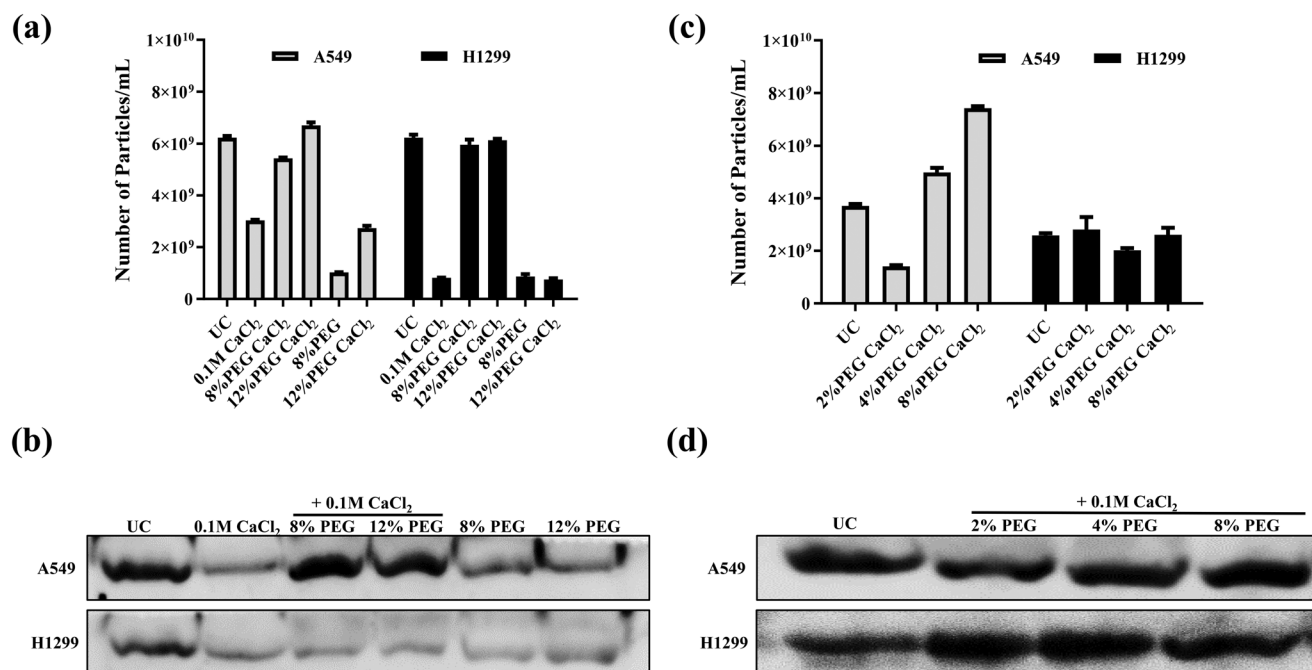 (a)
Number of Particles/mL
1×10¹⁰
8×10⁹
6×10⁹
4×10⁹
2×10⁹
0
A549
H1299
UC
0.1M CaCl₂
8%PEG CaCl₂
12%PEG CaCl₂
8%PEG
12%PEG CaCl₂
UC
0.1M CaCl₂
8%PEG CaCl₂
12%PEG CaCl₂
8%PEG
12%PEG CaCl₂
(c)
Number of Particles/mL
1×10¹⁰
8×10⁹
6×10⁹
4×10⁹
2×10⁹
0
A549
H1299
UC
2%PEG CaCl₂
4%PEG CaCl₂
8%PEG CaCl₂
UC
2%PEG CaCl₂
4%PEG CaCl₂
8%PEG CaCl₂
(b)
+ 0.1M CaCl₂
UC 0.1M CaCl₂ 8% PEG 12% PEG 8% PEG 12% PEG
A549
H1299
(d)
+ 0.1M CaCl₂
UC 2% PEG 4% PEG 8% PEG
A549
H1299